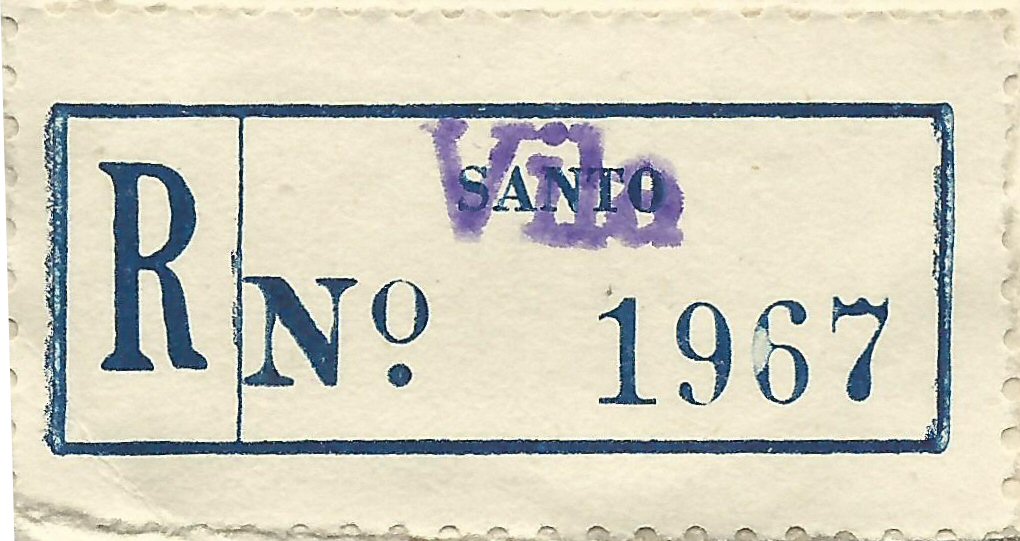 Vila
SANTO
R
Nº 1967